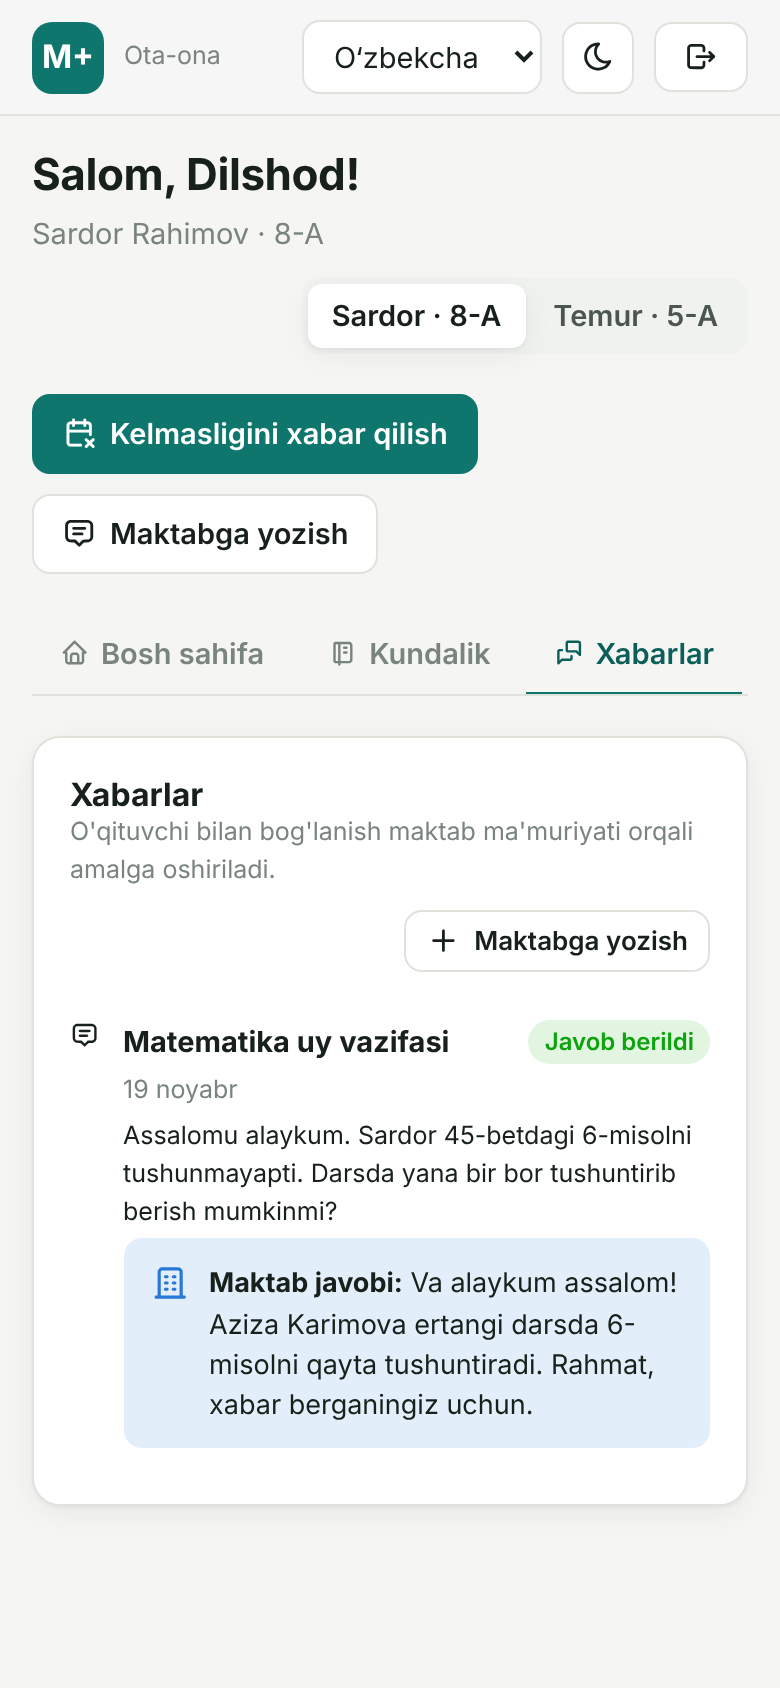 M+ Ota-ona Oʻzbekcha
Salom, Dilshod!
Sardor Rahimov · 8-A
Sardor · 8-A Temur · 5-A
Kelmasligini xabar qilish
Maktabga yozish
Bosh sahifa Kundalik Xabarlar
Xabarlar
O'qituvchi bilan bog'lanish maktab ma'muriyati orqali
amalga oshiriladi.
+ Maktabga yozish
Matematika uy vazifasi Javob berildi
19 noyabr
Assalomu alaykum. Sardor 45-betdagi 6-misolni
tushunmayapti. Darsda yana bir bor tushuntirib
berish mumkinmi?
Maktab javobi: Va alaykum assalom!
Aziza Karimova ertangi darsda 6-
misolni qayta tushuntiradi. Rahmat,
xabar berganingiz uchun.